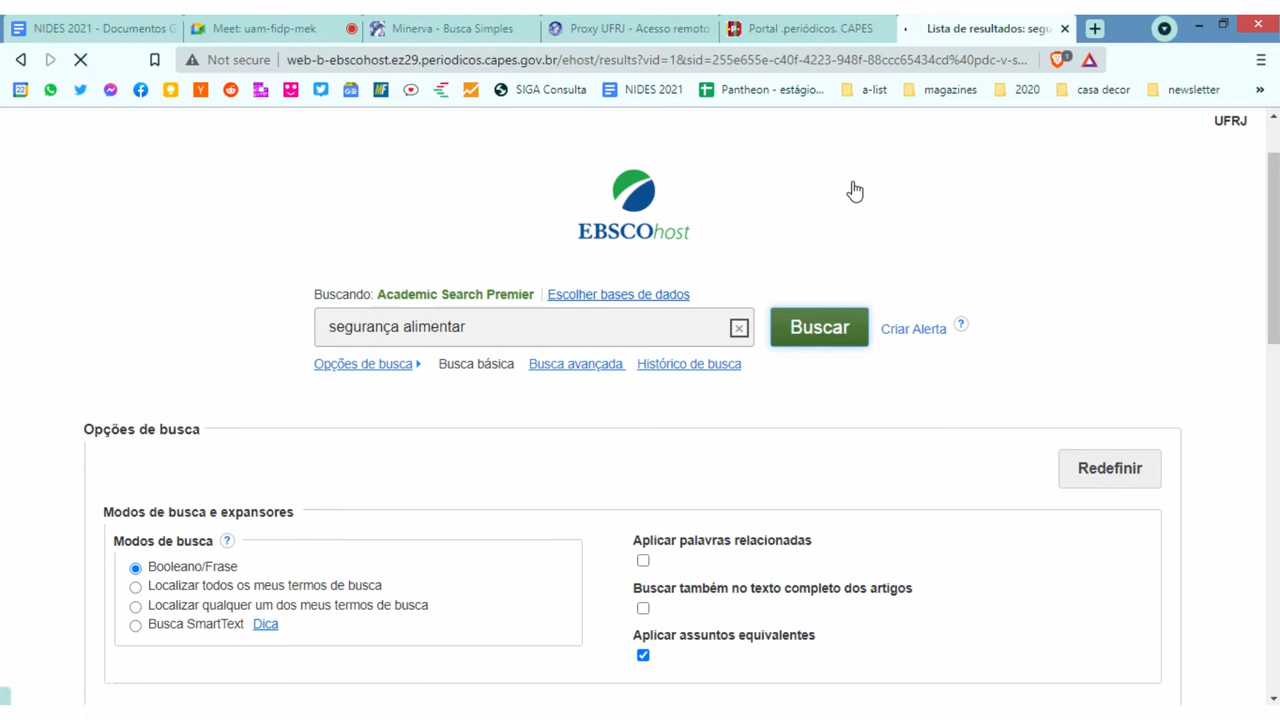 NIDES 2021 - Documentos G
Meet: uam-fidp-mek
Minerva - Busca Simples
Proxy UFRJ - Acesso remoto
Portal .periódicos. CAPES
Lista de resultados: segu
Not secure
web-b-ebscohost.ez29.periodicos.capes.gov.br/ehost/results?vid=1&sid=255e655e-c40f-4223-948f-88ccc65434cd%40pdc-v-s...
SIGA Consulta
NIDES 2021
Pantheon - estágio...
a-list
magazines
2020
casa decor
newsletter
UFRJ
EBSCOhost
Buscando: Academic Search Premier
Escolher bases de dados
segurança alimentar
Buscar
Criar Alerta
Opções de busca
Busca básica
Busca avançada
Histórico de busca
Opções de busca
Redefinir
Modos de busca e expansores
Modos de busca
Booleano/Frase
Localizar todos os meus termos de busca
Localizar qualquer um dos meus termos de busca
Busca SmartText Dica
Aplicar palavras relacionadas
Buscar também no texto completo dos artigos
Aplicar assuntos equivalentes